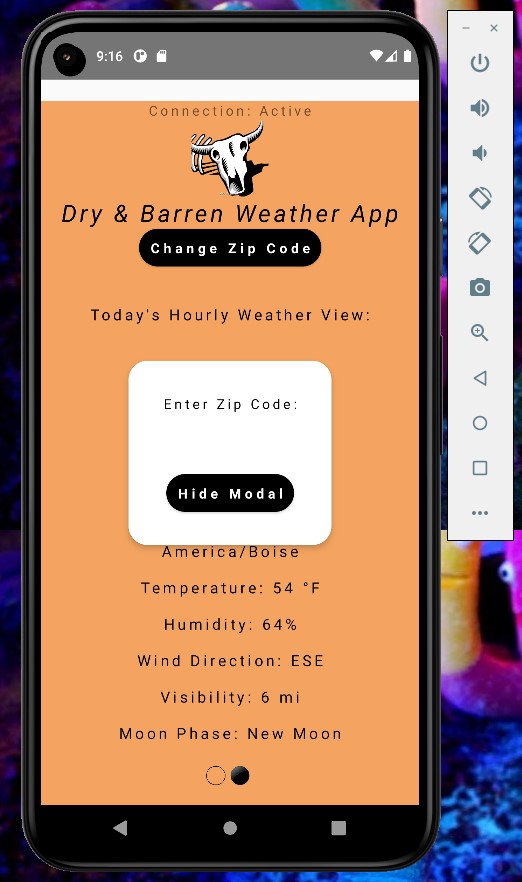 9:16
Connection: Active
Dry & Barren Weather App
Change Zip Code
Today's Hourly Weather View:
Enter Zip Code:
Hide Modal
America/Boise
Temperature: 54 °F
Humidity: 64%
Wind Direction: ESE
Visibility: 6 mi
Moon Phase: New Moon